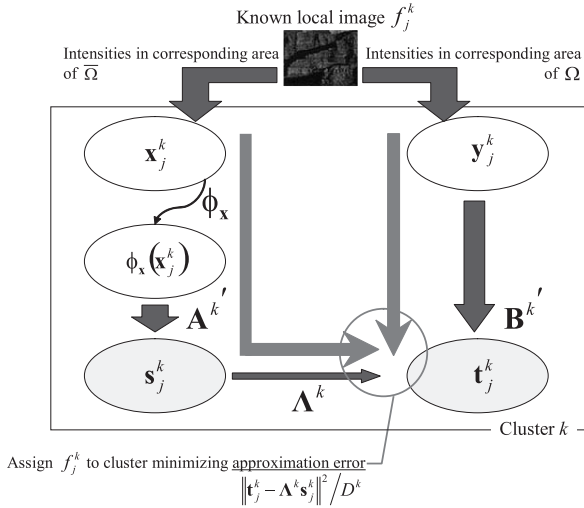 Known local image f_j^k
Intensities in corresponding area of Ω̅
Intensities in corresponding area of Ω
x_j^k
y_j^k
ϕ_x
ϕ_x(x_j^k)
A^k′
B^k′
s_j^k
t_j^k
Λ^k
Cluster k
Assign f_j^k to cluster minimizing approximation error
‖t_j^k − Λ^k s_j^k‖² / D^k